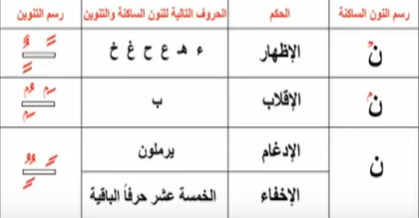 رسم النون الساكنة	الحكم	الحروف التالية للنون الساكنة والتنوين	رسم التنوين
نْ	الإظهار	ء هـ ع ح غ خ	ـًـ ـٌـ ـٍـ
نۢ	الإقلاب	ب
ن	الإدغام	يرملون
الإخفاء	الخمسة عشر حرفاً الباقية